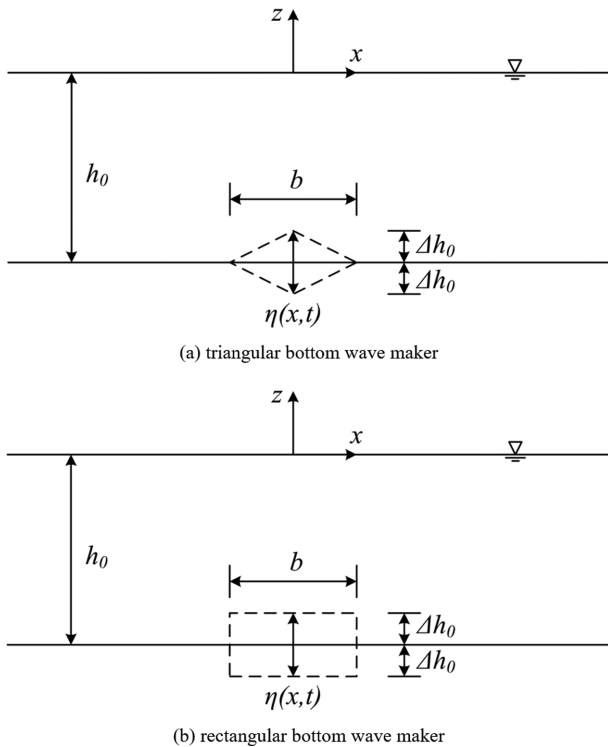 z
x
h₀
b
Δh₀
Δh₀
η(x,t)
(a) triangular bottom wave maker
z
x
h₀
b
Δh₀
Δh₀
η(x,t)
(b) rectangular bottom wave maker